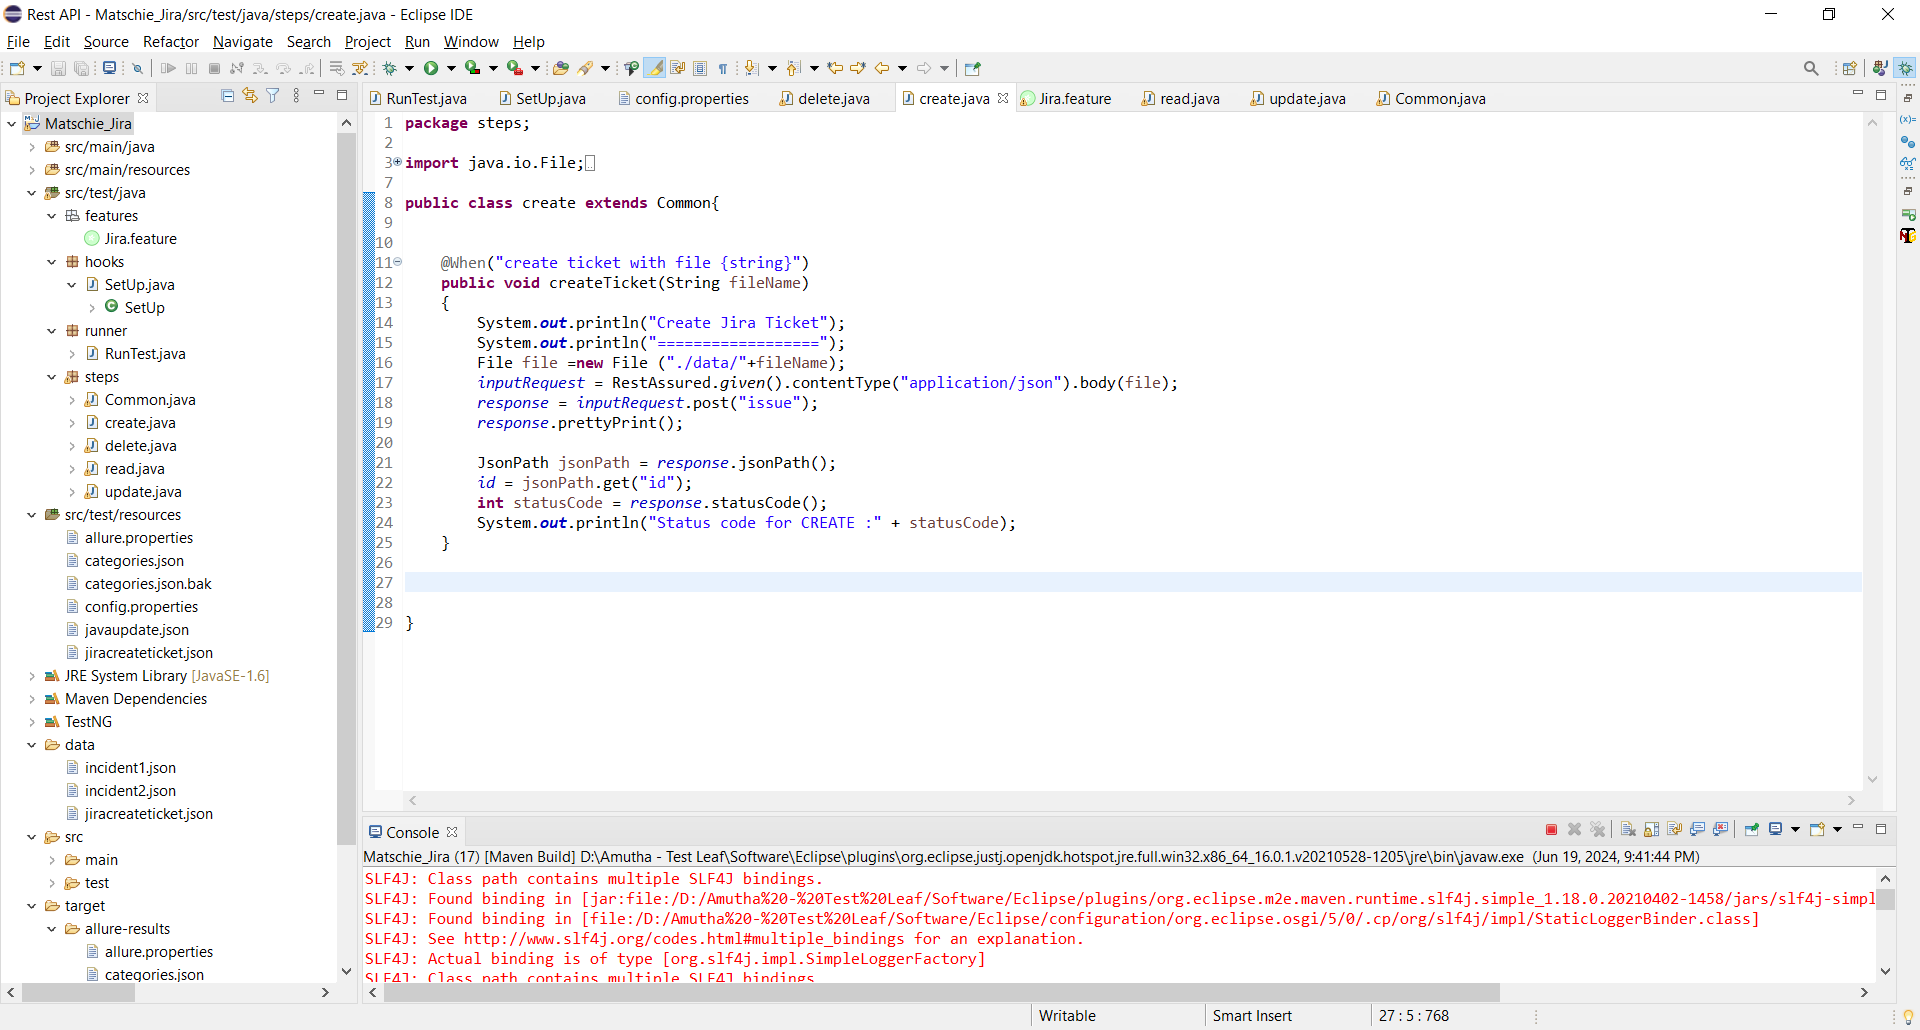 Rest API - Matschie_Jira/src/test/java/steps/create.java - Eclipse IDE
File Edit Source Refactor Navigate Search Project Run Window Help
Project Explorer
Matschie_Jira
src/main/java
src/main/resources
src/test/java
features
Jira.feature
hooks
SetUp.java
SetUp
runner
RunTest.java
steps
Common.java
create.java
delete.java
read.java
update.java
src/test/resources
allure.properties
categories.json
categories.json.bak
config.properties
javaupdate.json
jiracreateticket.json
JRE System Library [JavaSE-1.6]
Maven Dependencies
TestNG
data
incident1.json
incident2.json
jiracreateticket.json
src
main
test
target
allure-results
allure.properties
categories.json
RunTest.java SetUp.java config.properties delete.java create.java Jira.feature read.java update.java Common.java
1 package steps;
2
3 import java.io.File;
7
8 public class create extends Common{
9
10
11 @When("create ticket with file {string}")
12 public void createTicket(String fileName)
13 {
14 System.out.println("Create Jira Ticket");
15 System.out.println("==================");
16 File file =new File ("./data/"+fileName);
17 inputRequest = RestAssured.given().contentType("application/json").body(file);
18 response = inputRequest.post("issue");
19 response.prettyPrint();
20
21 JsonPath jsonPath = response.jsonPath();
22 id = jsonPath.get("id");
23 int statusCode = response.statusCode();
24 System.out.println("Status code for CREATE :" + statusCode);
25 }
26
27
28
29 }
Console
Matschie_Jira (17) [Maven Build] D:\Amutha - Test Leaf\Software\Eclipse\plugins\org.eclipse.justj.openjdk.hotspot.jre.full.win32.x86_64_16.0.1.v20210528-1205\jre\bin\javaw.exe (Jun 19, 2024, 9:41:44 PM)
SLF4J: Class path contains multiple SLF4J bindings.
SLF4J: Found binding in [jar:file:/D:/Amutha%20-%20Test%20Leaf/Software/Eclipse/plugins/org.eclipse.m2e.maven.runtime.slf4j.simple_1.18.0.20210402-1458/jars/slf4j-simpl
SLF4J: Found binding in [file:/D:/Amutha%20-%20Test%20Leaf/Software/Eclipse/configuration/org.eclipse.osgi/5/0/.cp/org/slf4j/impl/StaticLoggerBinder.class]
SLF4J: See http://www.slf4j.org/codes.html#multiple_bindings for an explanation.
SLF4J: Actual binding is of type [org.slf4j.impl.SimpleLoggerFactory]
SLF4J: Class path contains multiple SLF4J bindings
Writable Smart Insert 27 : 5 : 768